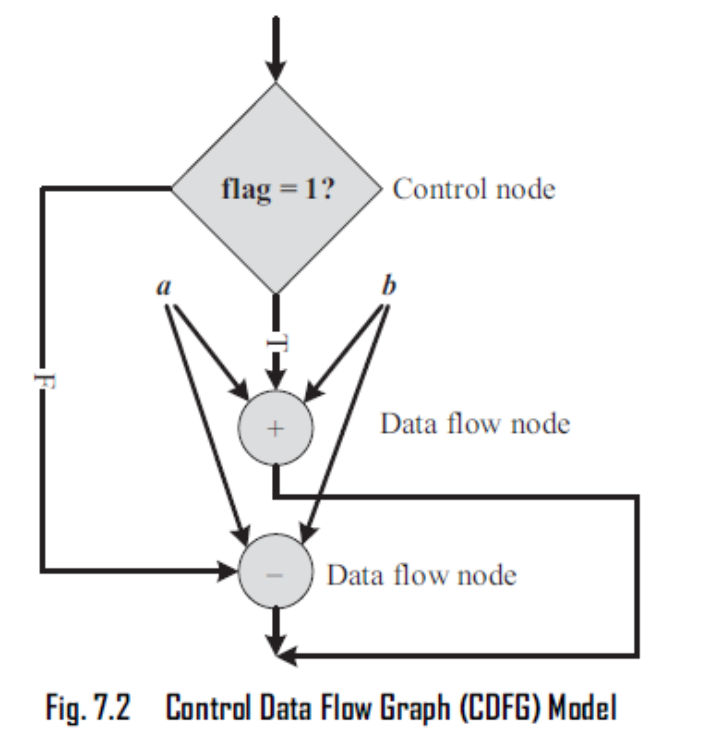 flag = 1?
Control node
a
b
T
F
+
Data flow node
–
Data flow node
Fig. 7.2 Control Data Flow Graph (CDFG) Model